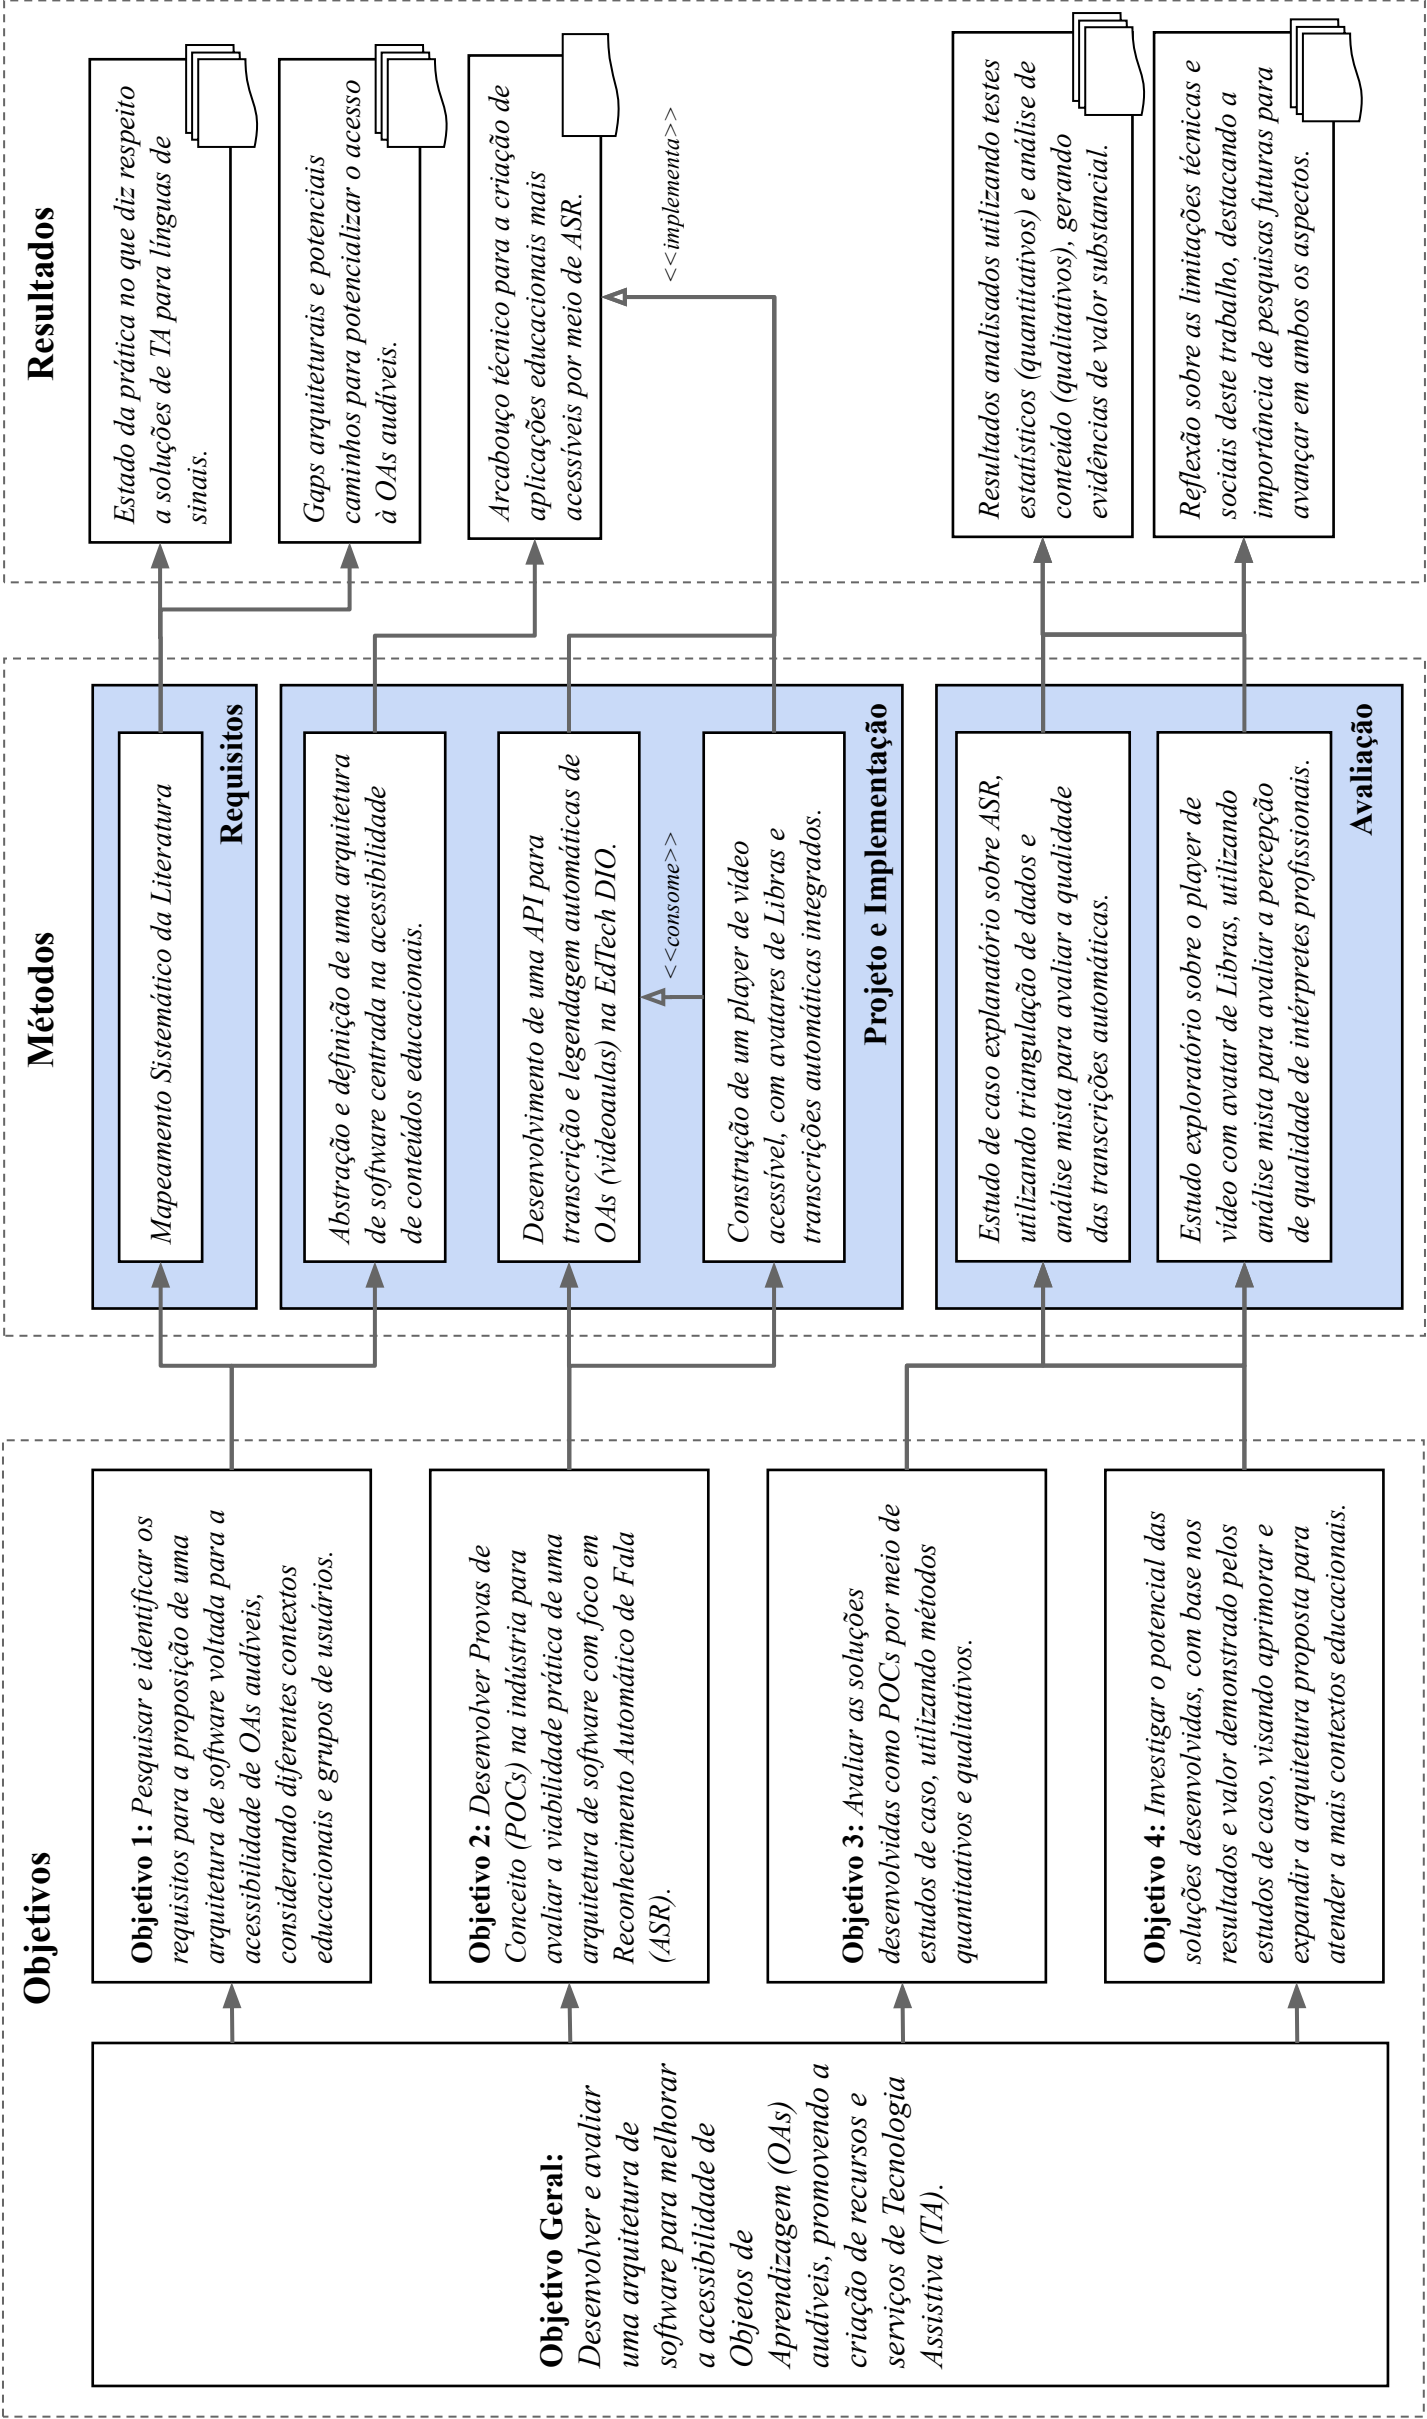 Objetivos
Objetivo Geral:
Desenvolver e avaliar
uma arquitetura de
software para melhorar
a acessibilidade de
Objetos de
Aprendizagem (OAs)
audíveis, promovendo a
criação de recursos e
serviços de Tecnologia
Assistiva (TA).
Objetivo 1: Pesquisar e identificar os
requisitos para a proposição de uma
arquitetura de software voltada para a
acessibilidade de OAs audíveis,
considerando diferentes contextos
educacionais e grupos de usuários.
Objetivo 2: Desenvolver Provas de
Conceito (POCs) na indústria para
avaliar a viabilidade prática de uma
arquitetura de software com foco em
Reconhecimento Automático de Fala
(ASR).
Objetivo 3: Avaliar as soluções
desenvolvidas como POCs por meio de
estudos de caso, utilizando métodos
quantitativos e qualitativos.
Objetivo 4: Investigar o potencial das
soluções desenvolvidas, com base nos
resultados e valor demonstrado pelos
estudos de caso, visando aprimorar e
expandir a arquitetura proposta para
atender a mais contextos educacionais.
Métodos
Mapeamento Sistemático da Literatura
Requisitos
Abstração e definição de uma arquitetura
de software centrada na acessibilidade
de conteúdos educacionais.
Desenvolvimento de uma API para
transcrição e legendagem automáticas de
OAs (videoaulas) na EdTech DIO.
<<consome>>
Construção de um player de vídeo
acessível, com avatares de Libras e
transcrições automáticas integrados.
Projeto e Implementação
Estudo de caso explanatório sobre ASR,
utilizando triangulação de dados e
análise mista para avaliar a qualidade
das transcrições automáticas.
Estudo exploratório sobre o player de
vídeo com avatar de Libras, utilizando
análise mista para avaliar a percepção
de qualidade de intérpretes profissionais.
Avaliação
Resultados
Estado da prática no que diz respeito
a soluções de TA para línguas de
sinais.
Gaps arquiteturais e potenciais
caminhos para potencializar o acesso
à OAs audíveis.
Arcabouço técnico para a criação de
aplicações educacionais mais
acessíveis por meio de ASR.
<<implementa>>
Resultados analisados utilizando testes
estatísticos (quantitativos) e análise de
conteúdo (qualitativos), gerando
evidências de valor substancial.
Reflexão sobre as limitações técnicas e
sociais deste trabalho, destacando a
importância de pesquisas futuras para
avançar em ambos os aspectos.